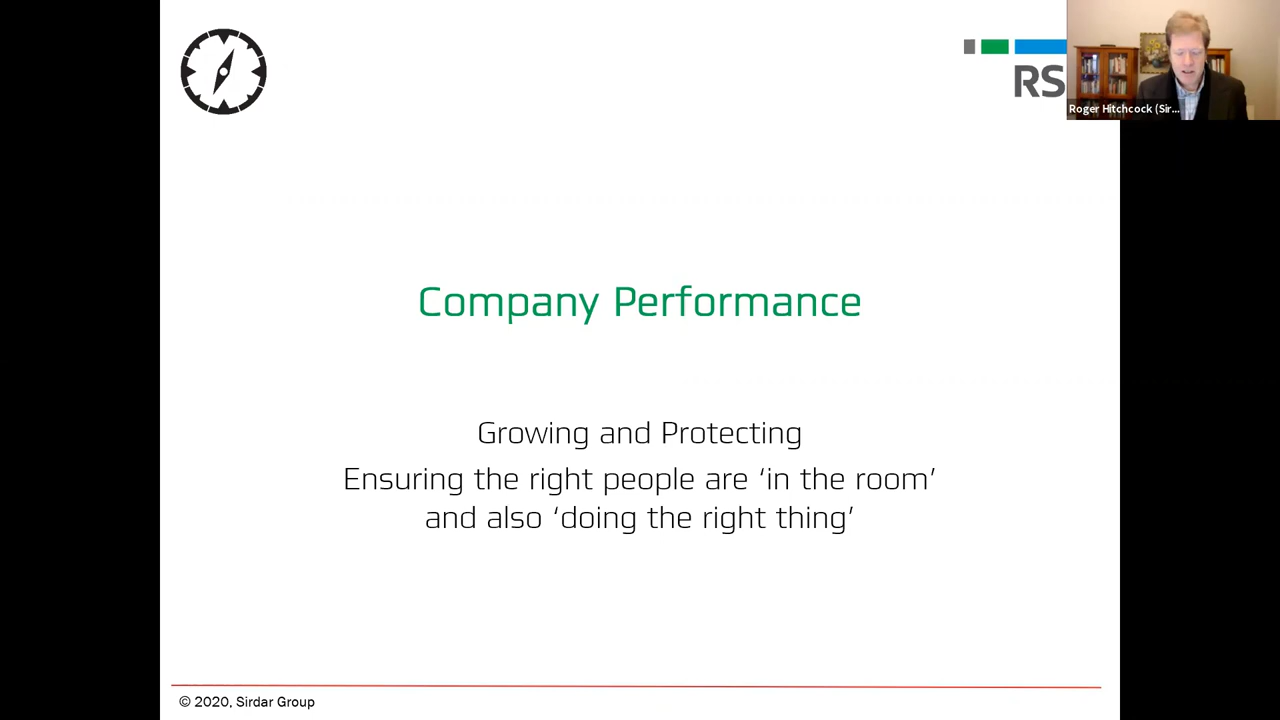 RS
Roger Hitchcock (Sir...
Company Performance
Growing and Protecting
Ensuring the right people are ‘in the room’
and also ‘doing the right thing’
© 2020, Sirdar Group